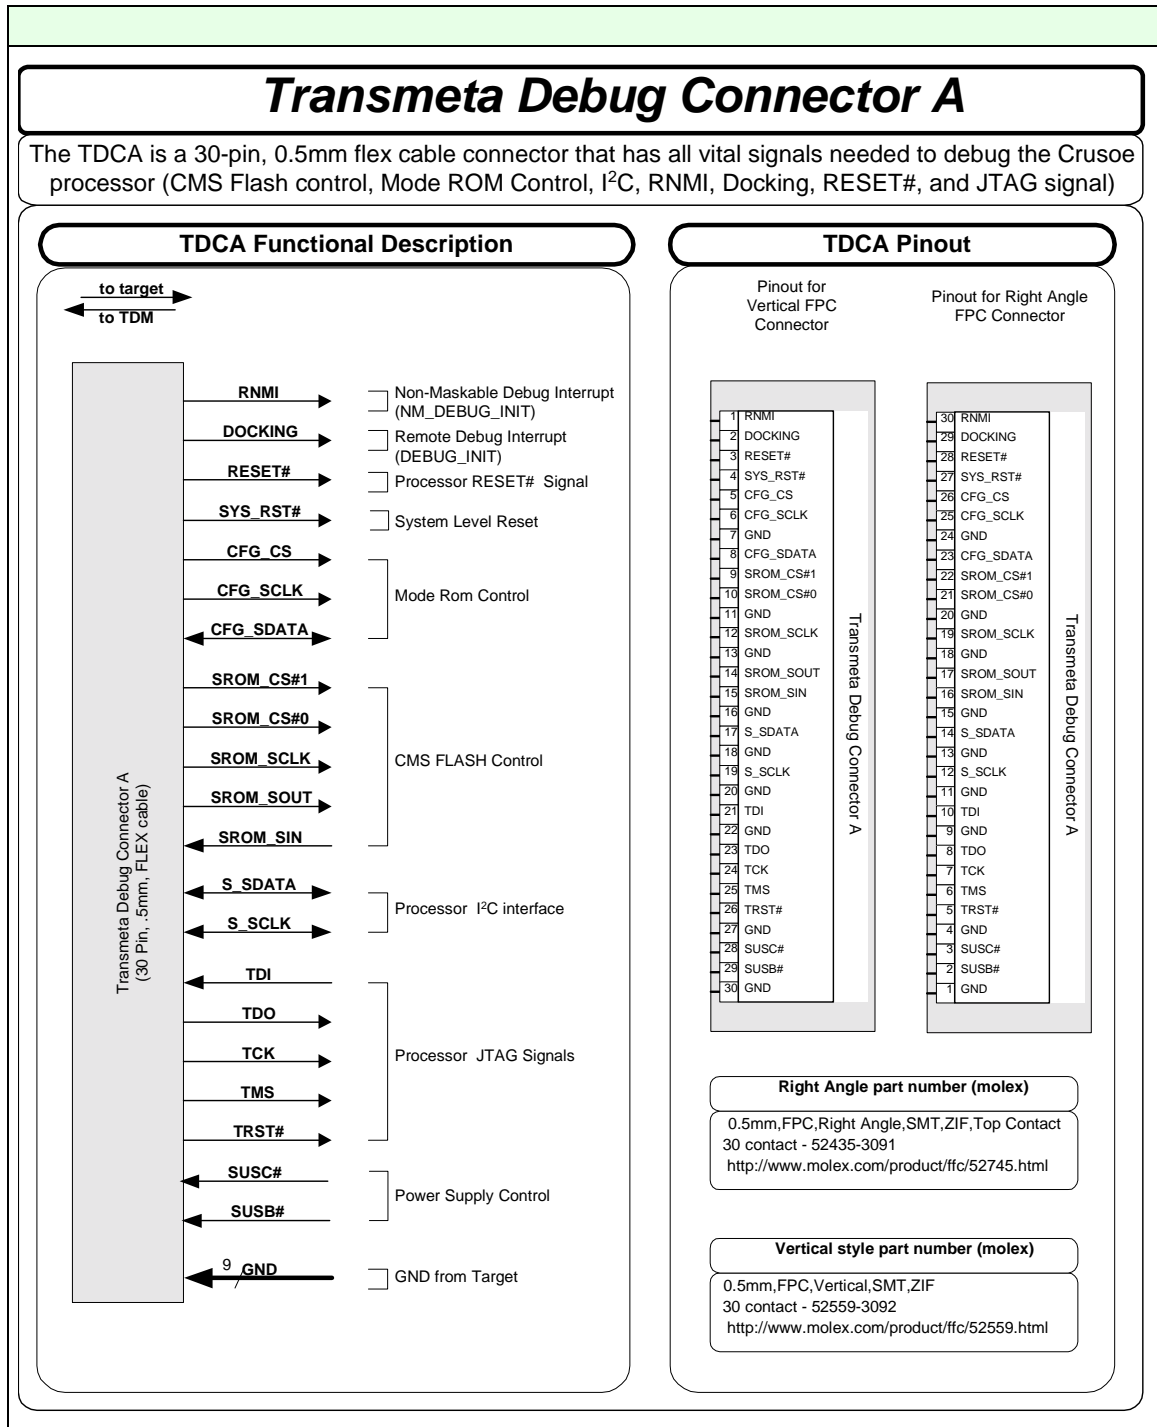 Transmeta Debug Connector A
The TDCA is a 30-pin, 0.5mm flex cable connector that has all vital signals needed to debug the Crusoe
processor (CMS Flash control, Mode ROM Control, I²C, RNMI, Docking, RESET#, and JTAG signal)
TDCA Functional Description
to target
to TDM
Transmeta Debug Connector A
(30 Pin, .5mm, FLEX cable)
RNMI
Non-Maskable Debug Interrupt
(NM_DEBUG_INIT)
DOCKING
Remote Debug Interrupt
(DEBUG_INIT)
RESET#
Processor RESET# Signal
SYS_RST#
System Level Reset
CFG_CS
CFG_SCLK
Mode Rom Control
CFG_SDATA
SROM_CS#1
SROM_CS#0
SROM_SCLK
CMS FLASH Control
SROM_SOUT
SROM_SIN
S_SDATA
Processor I²C interface
S_SCLK
TDI
TDO
TCK
Processor JTAG Signals
TMS
TRST#
SUSC#
Power Supply Control
SUSB#
9 GND
GND from Target
TDCA Pinout
Pinout for
Vertical FPC
Connector
1 RNMI
2 DOCKING
3 RESET#
4 SYS_RST#
5 CFG_CS
6 CFG_SCLK
7 GND
8 CFG_SDATA
9 SROM_CS#1
10 SROM_CS#0
11 GND
12 SROM_SCLK
13 GND
14 SROM_SOUT
15 SROM_SIN
16 GND
17 S_SDATA
18 GND
19 S_SCLK
20 GND
21 TDI
22 GND
23 TDO
24 TCK
25 TMS
26 TRST#
27 GND
28 SUSC#
29 SUSB#
30 GND
Transmeta Debug Connector A
Pinout for Right Angle
FPC Connector
30 RNMI
29 DOCKING
28 RESET#
27 SYS_RST#
26 CFG_CS
25 CFG_SCLK
24 GND
23 CFG_SDATA
22 SROM_CS#1
21 SROM_CS#0
20 GND
19 SROM_SCLK
18 GND
17 SROM_SOUT
16 SROM_SIN
15 GND
14 S_SDATA
13 GND
12 S_SCLK
11 GND
10 TDI
9 GND
8 TDO
7 TCK
6 TMS
5 TRST#
4 GND
3 SUSC#
2 SUSB#
1 GND
Transmeta Debug Connector A
Right Angle part number (molex)
0.5mm,FPC,Right Angle,SMT,ZIF,Top Contact
30 contact - 52435-3091
http://www.molex.com/product/ffc/52745.html
Vertical style part number (molex)
0.5mm,FPC,Vertical,SMT,ZIF
30 contact - 52559-3092
http://www.molex.com/product/ffc/52559.html